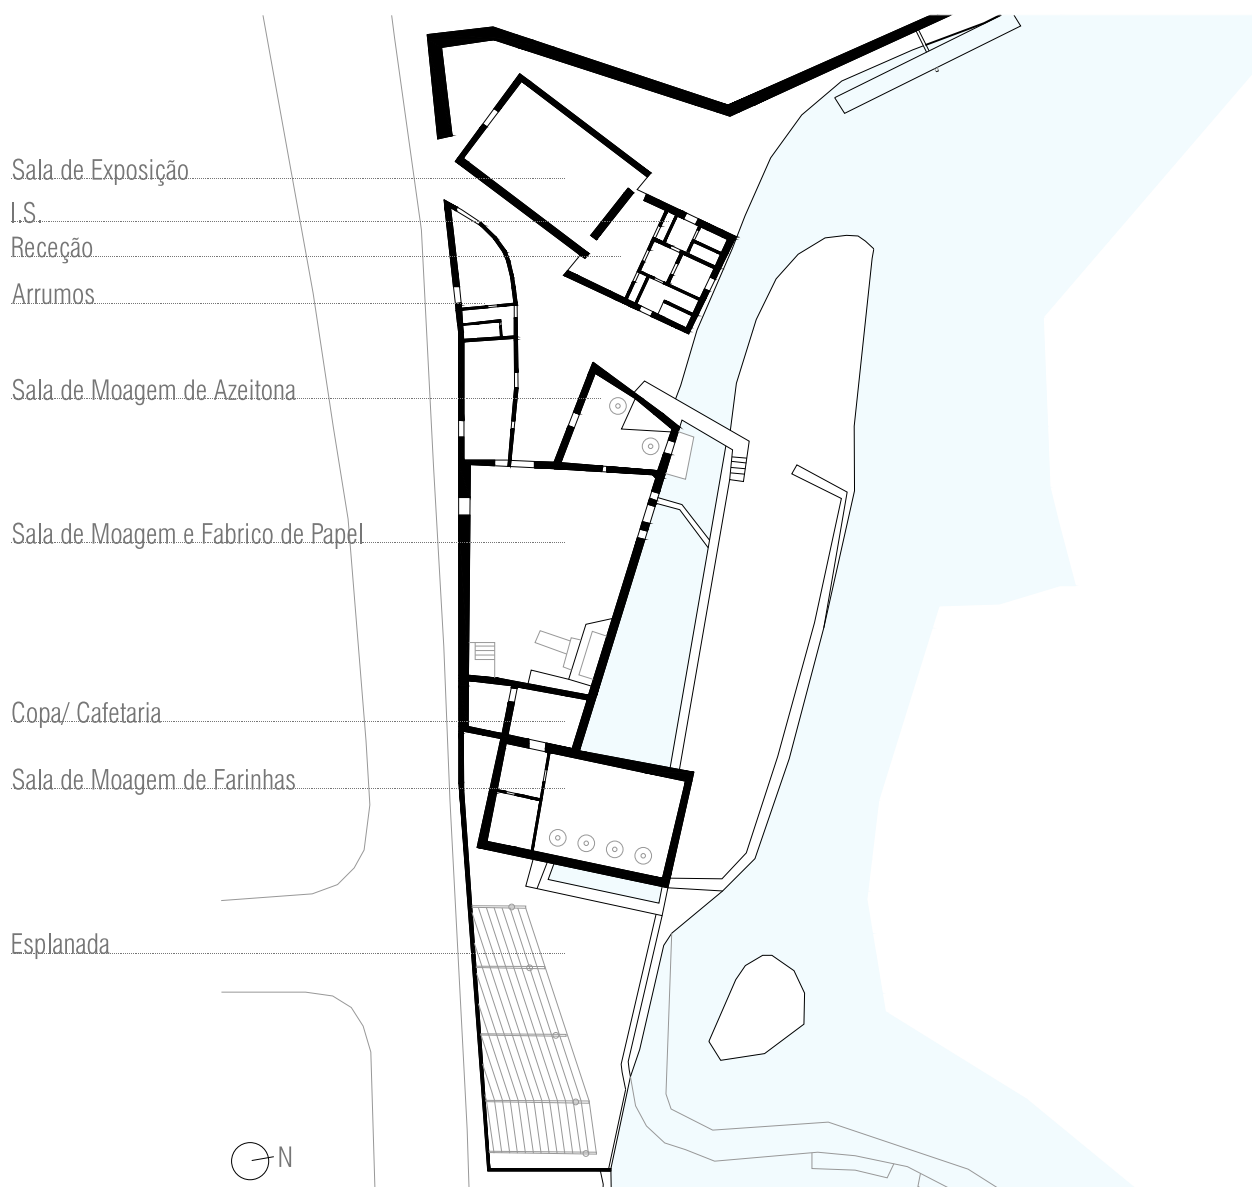 Sala de Exposição
I.S.
Receção
Arrumos
Sala de Moagem de Azeitona
Sala de Moagem e Fabrico de Papel
Copa/ Cafetaria
Sala de Moagem de Farinhas
Esplanada
N